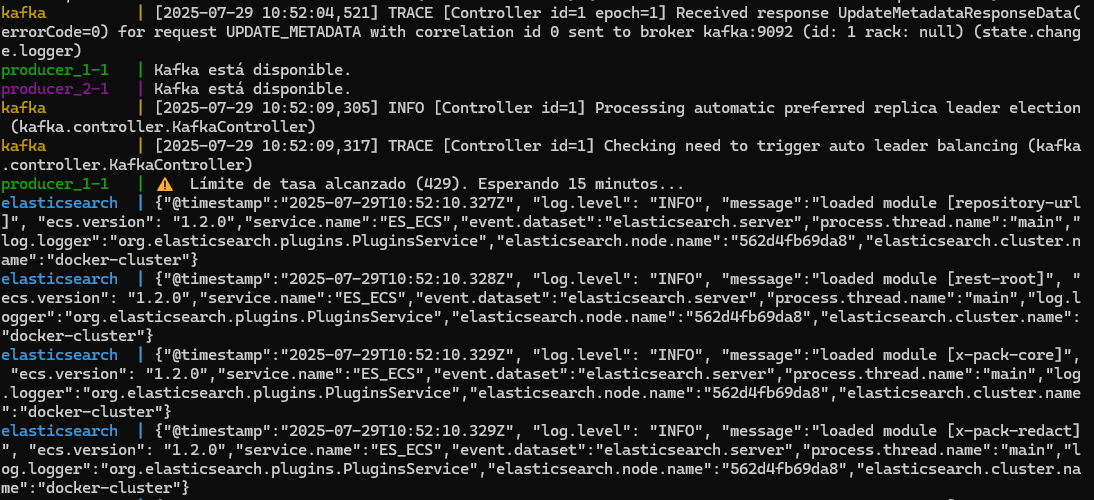 kafka         | [2025-07-29 10:52:04,521] TRACE [Controller id=1 epoch=1] Received response UpdateMetadataResponseData(
errorCode=0) for request UPDATE_METADATA with correlation id 0 sent to broker kafka:9092 (id: 1 rack: null) (state.chang
e.logger)
producer_1-1   | Kafka está disponible.
producer_2-1   | Kafka está disponible.
kafka          | [2025-07-29 10:52:09,305] INFO [Controller id=1] Processing automatic preferred replica leader election
 (kafka.controller.KafkaController)
kafka          | [2025-07-29 10:52:09,317] TRACE [Controller id=1] Checking need to trigger auto leader balancing (kafka
.controller.KafkaController)
producer_1-1   | ⚠️  Límite de tasa alcanzado (429). Esperando 15 minutos...
elasticsearch  | {"@timestamp":"2025-07-29T10:52:10.327Z", "log.level": "INFO", "message":"loaded module [repository-url
]", "ecs.version": "1.2.0","service.name":"ES_ECS","event.dataset":"elasticsearch.server","process.thread.name":"main","
log.logger":"org.elasticsearch.plugins.PluginsService","elasticsearch.node.name":"562d4fb69da8","elasticsearch.cluster.n
ame":"docker-cluster"}
elasticsearch  | {"@timestamp":"2025-07-29T10:52:10.328Z", "log.level": "INFO", "message":"loaded module [rest-root]", "
ecs.version": "1.2.0","service.name":"ES_ECS","event.dataset":"elasticsearch.server","process.thread.name":"main","log.l
ogger":"org.elasticsearch.plugins.PluginsService","elasticsearch.node.name":"562d4fb69da8","elasticsearch.cluster.name":
"docker-cluster"}
elasticsearch  | {"@timestamp":"2025-07-29T10:52:10.329Z", "log.level": "INFO", "message":"loaded module [x-pack-core]",
 "ecs.version": "1.2.0","service.name":"ES_ECS","event.dataset":"elasticsearch.server","process.thread.name":"main","log
.logger":"org.elasticsearch.plugins.PluginsService","elasticsearch.node.name":"562d4fb69da8","elasticsearch.cluster.name
":"docker-cluster"}
elasticsearch  | {"@timestamp":"2025-07-29T10:52:10.329Z", "log.level": "INFO", "message":"loaded module [x-pack-redact]
", "ecs.version": "1.2.0","service.name":"ES_ECS","event.dataset":"elasticsearch.server","process.thread.name":"main","l
og.logger":"org.elasticsearch.plugins.PluginsService","elasticsearch.node.name":"562d4fb69da8","elasticsearch.cluster.na
me":"docker-cluster"}